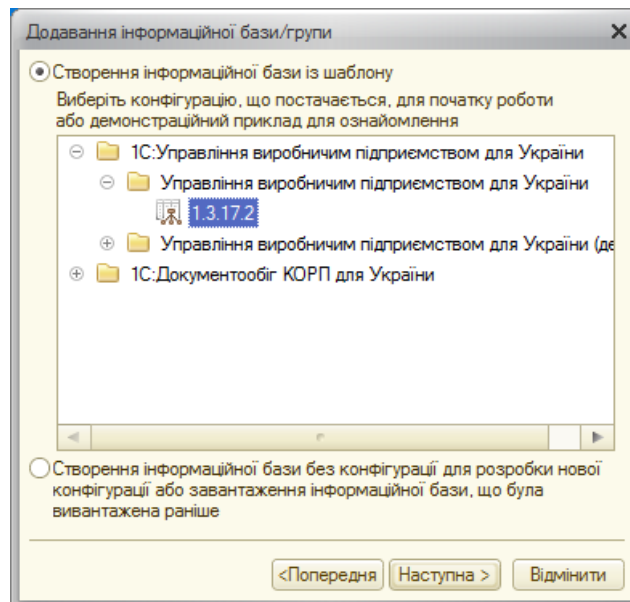 Додавання інформаційної бази/групи
Створення інформаційної бази із шаблону
Виберіть конфігурацію, що постачається, для початку роботи
або демонстраційний приклад для ознайомлення
1С:Управління виробничим підприємством для України
Управління виробничим підприємством для України
1.3.17.2
Управління виробничим підприємством для України (де
1С:Документообіг КОРП для України
Створення інформаційної бази без конфігурації для розробки нової
конфігурації або завантаження інформаційної бази, що була
вивантажена раніше
<Попередня Наступна > Відмінити